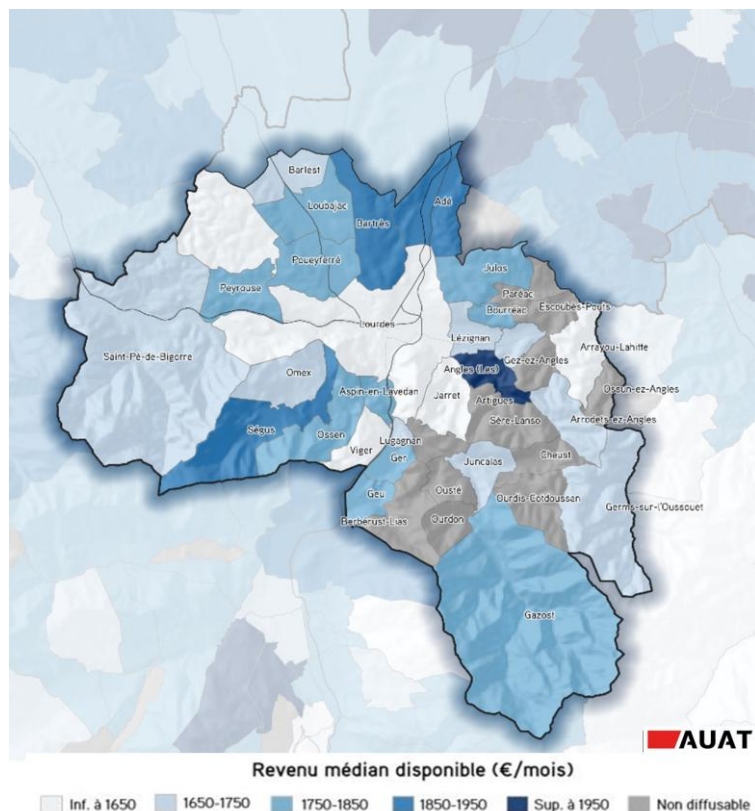 Barlest
Loubajac
Bartrès
Adé
Poueyferré
Peyrouse
Julos
Paréac
Escoubès-Pouts
Bourréac
Lourdes
Lézignan
Arrayou-Lahitte
Saint-Pé-de-Bigorre
Gez-ez-Angles
Omex
Angles (Les)
Aspin-en-Lavedan
Jarret
Artigues
Ossun-ez-Angles
Arrodets-ez-Angles
Ségus
Ossen
Sère-Lanso
Viger
Lugagnan
Ger
Juncalas
Cheust
Geu
Ousté
Ourdis-Cotdoussan
Germs-sur-l'Oussouet
Berbérust-Lias
Ourdon
Gazost
AUAT
Revenu médian disponible (€/mois)
Inf. à 1650 1650-1750 1750-1850 1850-1950 Sup. à 1950 Non diffusable